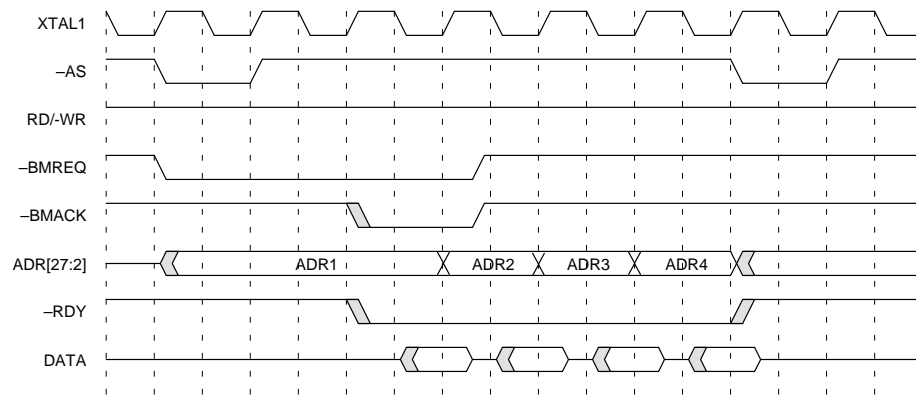 XTAL1
–AS
RD/-WR
–BMREQ
–BMACK
ADR[27:2] ADR1 ADR2 ADR3 ADR4
–RDY
DATA